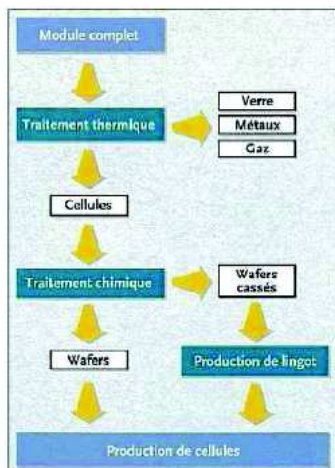 Module complet
Traitement thermique
Verre
Métaux
Gaz
Cellules
Traitement chimique
Wafers
cassés
Wafers
Production de lingot
Production de cellules